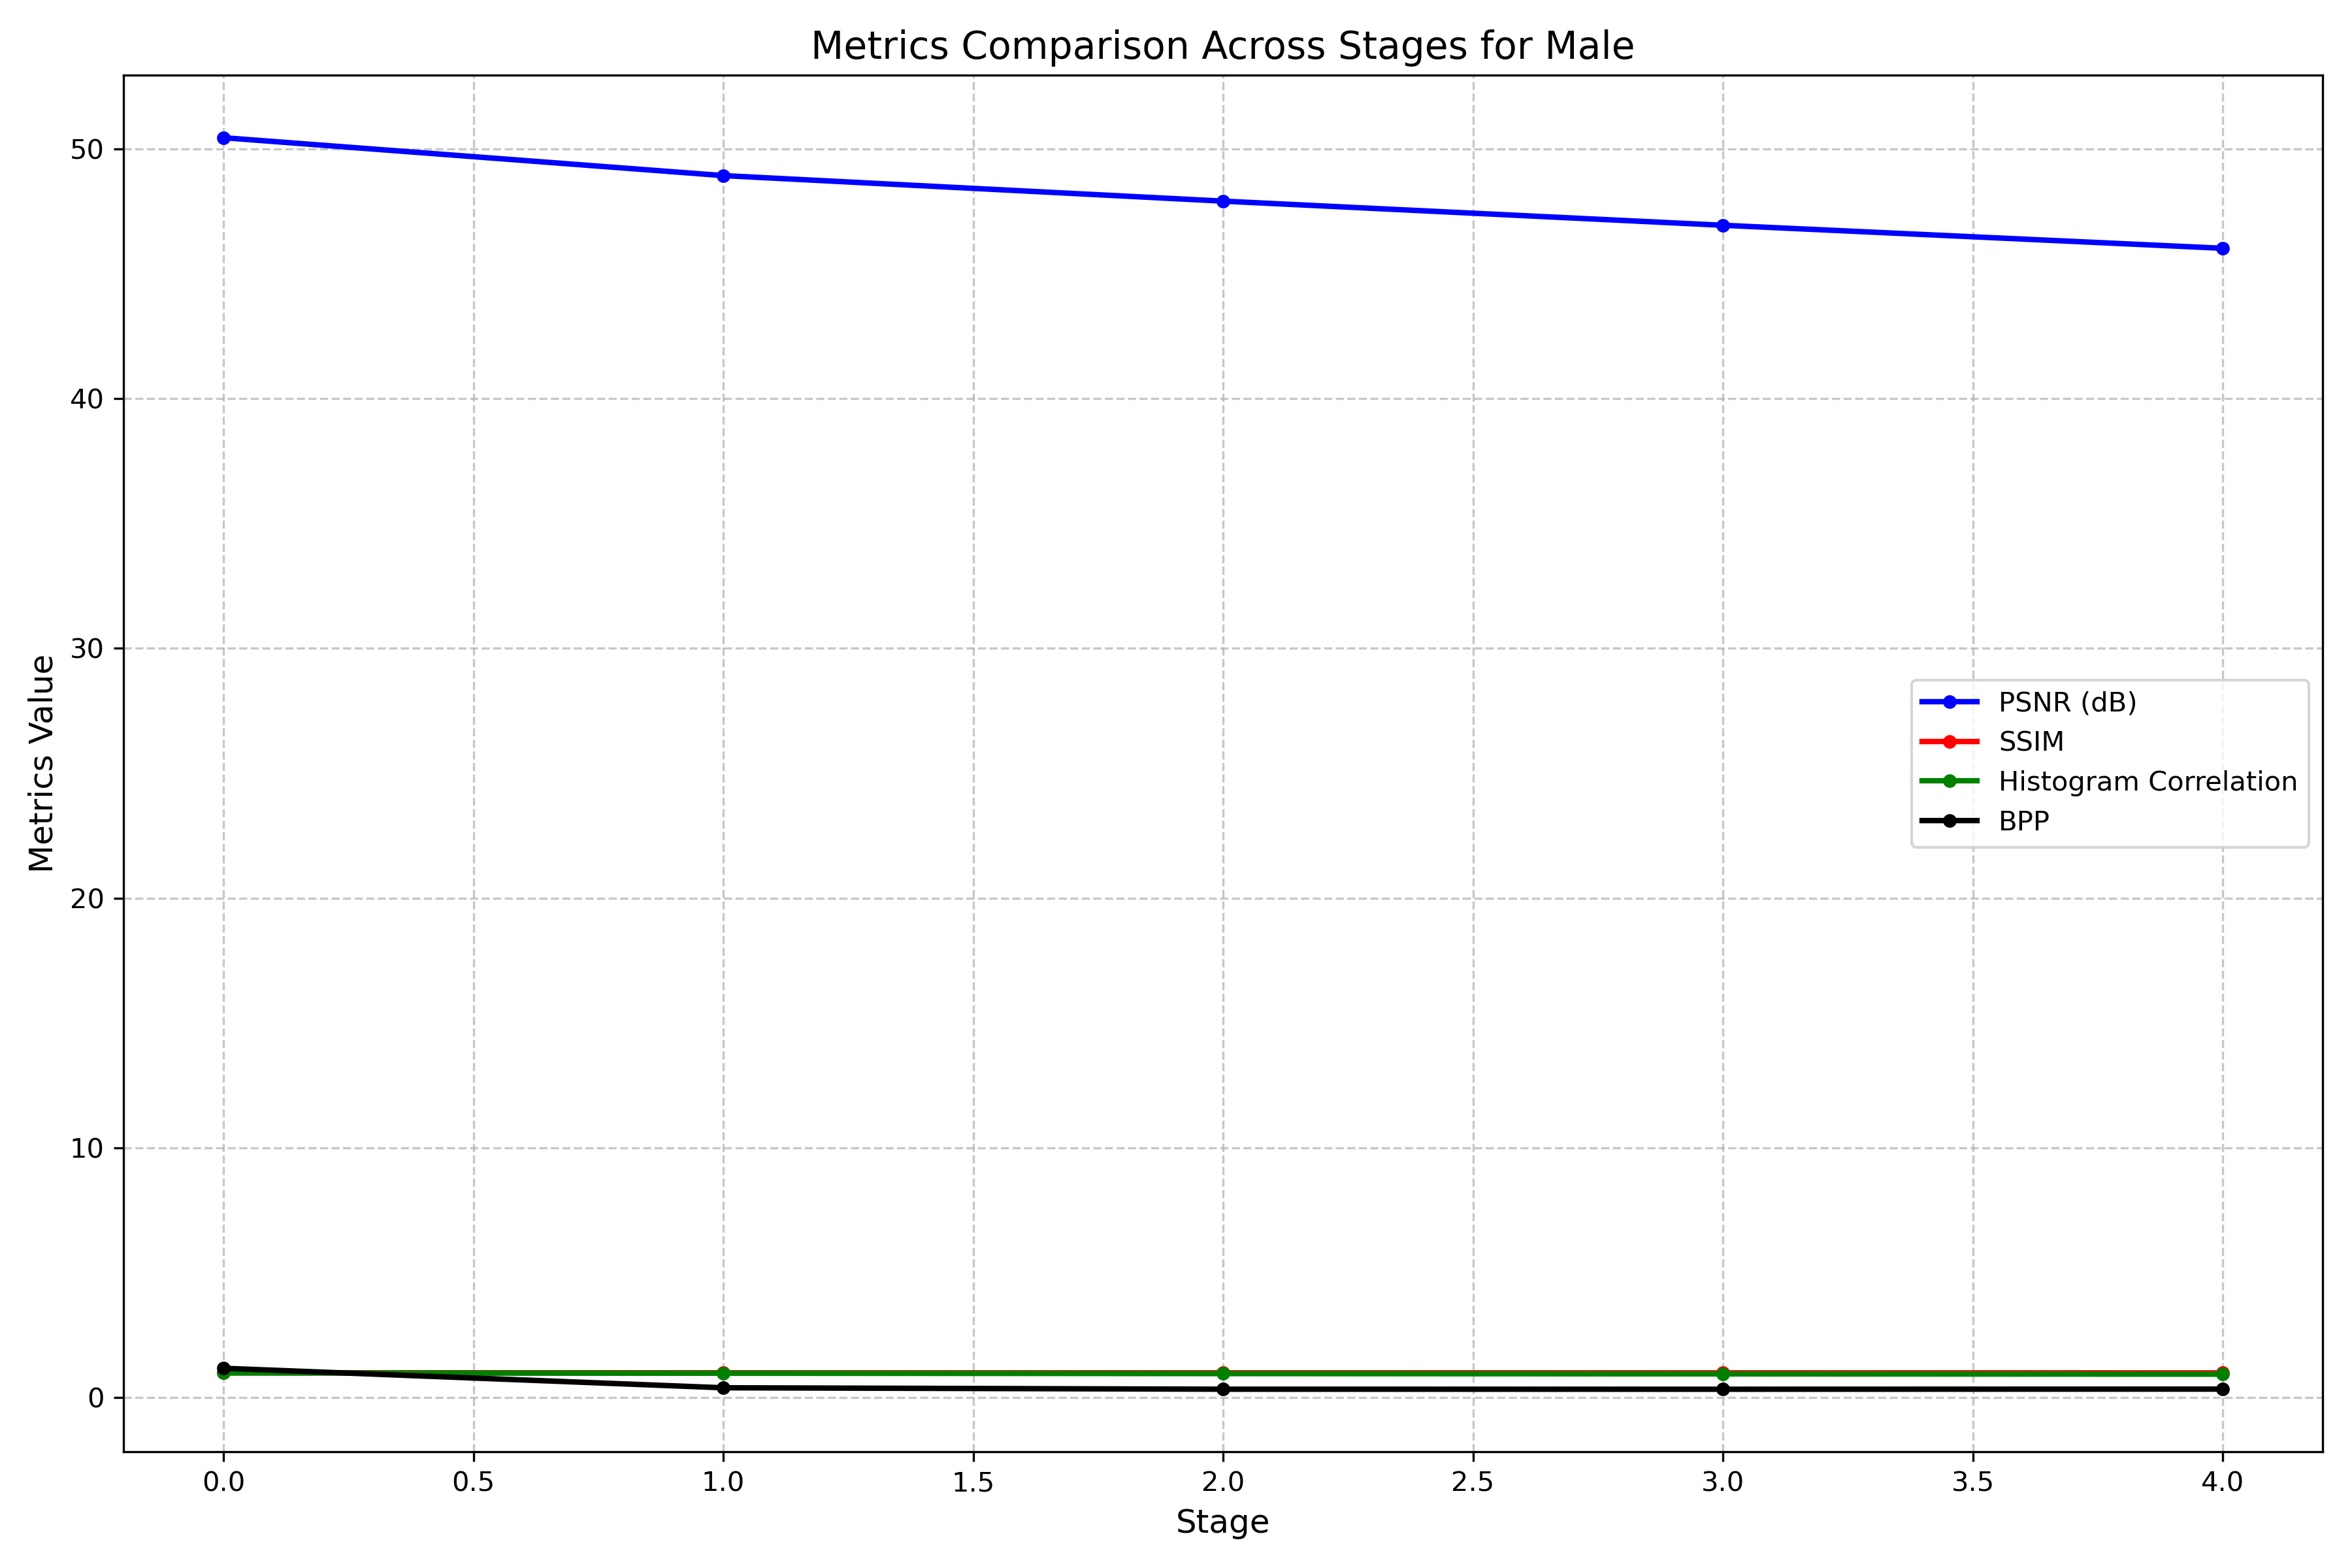 Metrics Comparison Across Stages for Male
Metrics Value
50
40
30
20
10
0
PSNR (dB)
SSIM
Histogram Correlation
BPP
0.0 0.5 1.0 1.5 2.0 2.5 3.0 3.5 4.0
Stage